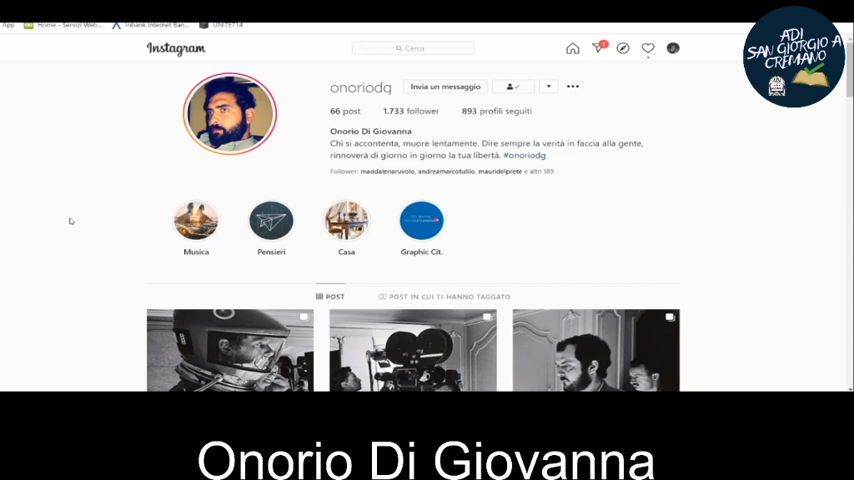 App Home - Servizi Web... Inbank Internet Ban... UNITE714
ADI
SAN GIORGIO A
CREMANO
Instagram Cerca
onoriodg Invia un messaggio
66 post 1.733 follower 893 profili seguiti
Onorio Di Giovanna
Chi si accontenta, muore lentamente. Dire sempre la verità in faccia alla gente,
rinnoverà di giorno in giorno la tua libertà. #onoriodg
Follower: maddalenaruvolo, andreamarcotullio, mauridelprete e altri 189
Musica Pensieri Casa Graphic Cit.
POST POST IN CUI TI HANNO TAGGATO
Onorio Di Giovanna